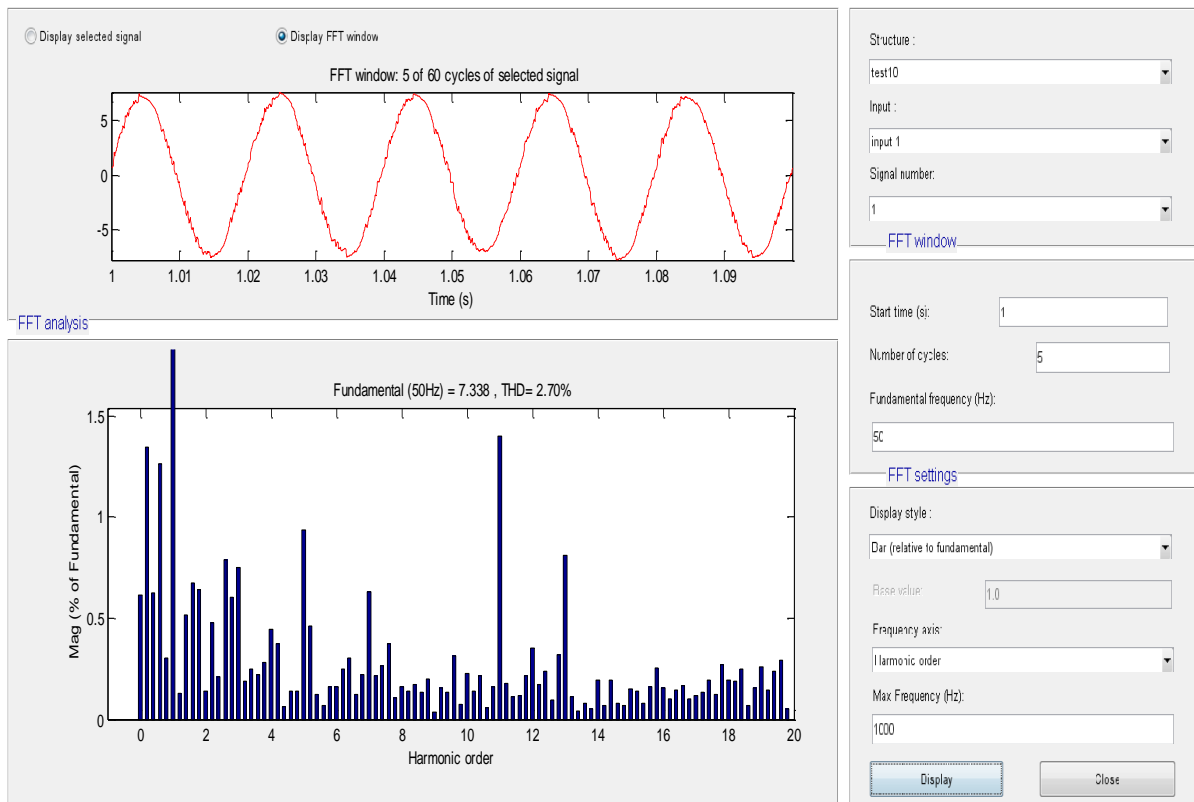 Display selected signal
Display FFT window
FFT window: 5 of 60 cycles of selected signal
5
0
-5
1 1.01 1.02 1.03 1.04 1.05 1.06 1.07 1.08 1.09
Time (s)
FFT analysis
Fundamental (50Hz) = 7.338 , THD= 2.70%
1.5
1
0.5
0
Mag (% of Fundamental)
0 2 4 6 8 10 12 14 16 18 20
Harmonic order
Structure :
test10
Input :
input 1
Signal number:
1
FFT window
Start time (s):
1
Number of cycles:
5
Fundamental frequency (Hz):
50
FFT settings
Display style :
Bar (relative to fundamental)
Base value:
1.0
Frequency axis:
Harmonic order
Max Frequency (Hz):
1000
Display
Close